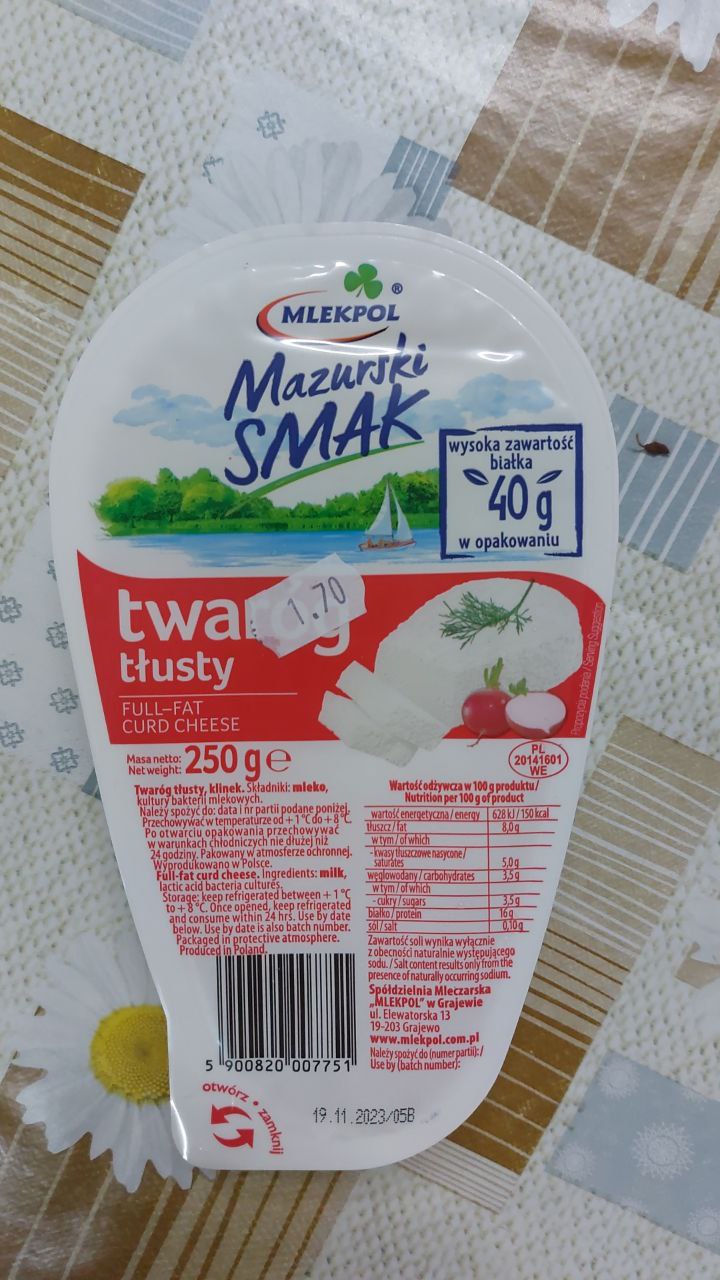 MLEKPOL®
Mazurski
SMAK
wysoka zawartość
białka
40 g
w opakowaniu
1.70
tłusty
FULL-FAT
CURD CHEESE
Propozycja podania / Serving Suggestion
Masa netto:
Net weight: 250 g e
PL
20141601
WE
Twaróg tłusty, klinek. Składniki: mleko,
kultury bakterii mlekowych.
Należy spożyć do: data i nr partii podane poniżej.
Przechowywać w temperaturze od +1°C do +8°C.
Po otwarciu opakowania przechowywać
w warunkach chłodniczych nie dłużej niż
24 godziny. Pakowany w atmosferze ochronnej.
Wyprodukowano w Polsce.
Full-fat curd cheese. Ingredients: milk,
lactic acid bacteria cultures.
Storage: keep refrigerated between +1 °C
to +8 °C. Once opened, keep refrigerated
and consume within 24 hrs. Use by date
below. Use by date is also batch number.
Packaged in protective atmosphere.
Produced in Poland.
Wartość odżywcza w 100 g produktu/
Nutrition per 100 g of product
wartość energetyczna / energy 628 kJ / 150 kcal
tłuszcz / fat 8,0 g
w tym / of which
- kwasy tłuszczowe nasycone/
saturates 5,0 g
węglowodany / carbohydrates 3,5 g
w tym / of which
- cukry / sugars 3,5 g
białko / protein 16 g
sól / salt 0,10 g
Zawartość soli wynika wyłącznie
z obecności naturalnie występującego
sodu. / Salt content results only from the
presence of naturally occurring sodium.
Spółdzielnia Mleczarska
„MLEKPOL” w Grajewie
ul. Elewatorska 13
19-203 Grajewo
www.mlekpol.com.pl
Należy spożyć do (numer partii): /
Use by (batch number):
5 900820 007751
otwórz • zamknij
19.11.2023/05B